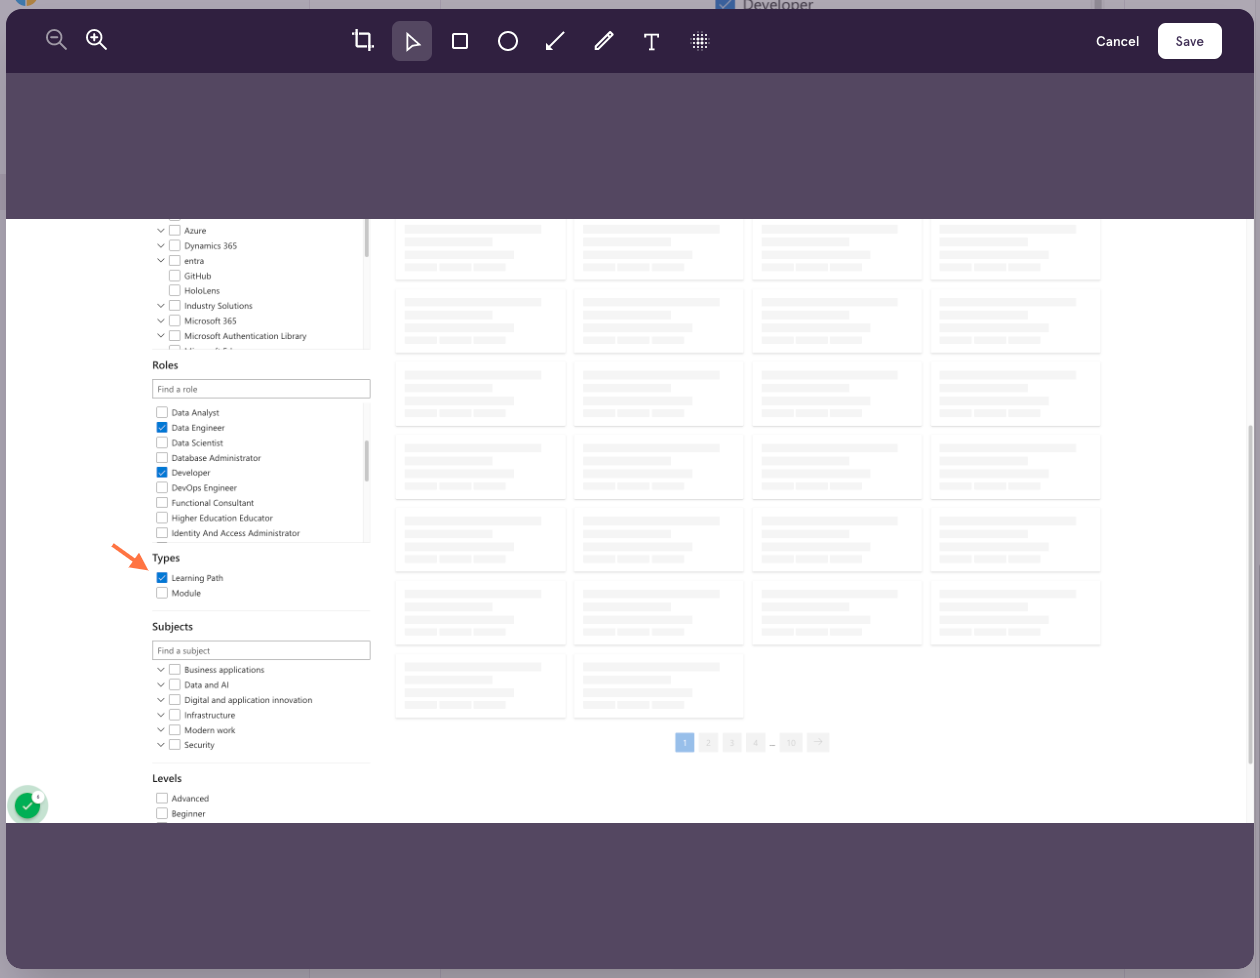 Developer
Cancel
Save
Azure
Dynamics 365
entra
GitHub
HoloLens
Industry Solutions
Microsoft 365
Microsoft Authentication Library
Roles
Find a role
Data Analyst
Data Engineer
Data Scientist
Database Administrator
Developer
DevOps Engineer
Functional Consultant
Higher Education Educator
Identity And Access Administrator
Types
Learning Path
Module
Subjects
Find a subject
Business applications
Data and AI
Digital and application innovation
Infrastructure
Modern work
Security
1 2 3 4 ... 10
Levels
Advanced
Beginner